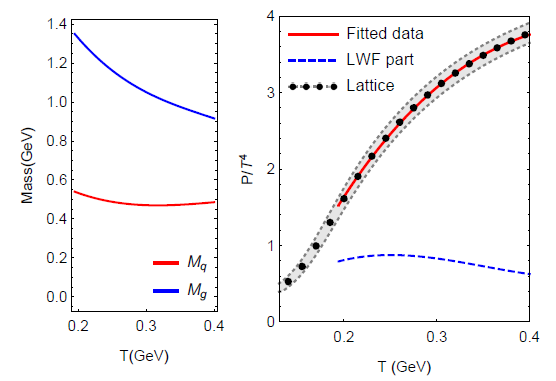 Mass(GeV)
1.4
1.2
1.0
0.8
0.6
0.4
0.2
0.0
M_q
M_g
0.2 0.3 0.4
T(GeV)
P/T^4
4
3
2
1
0
Fitted data
LWF part
Lattice
0.2 0.3 0.4
T (GeV)